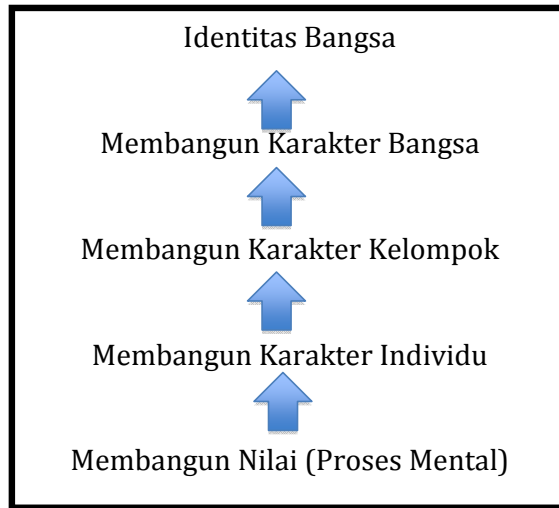 Identitas Bangsa
Membangun Karakter Bangsa
Membangun Karakter Kelompok
Membangun Karakter Individu
Membangun Nilai (Proses Mental)